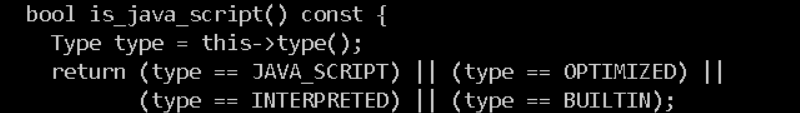 bool is_java_script() const {
Type type = this->type();
return (type == JAVA_SCRIPT) || (type == OPTIMIZED) ||
(type == INTERPRETED) || (type == BUILTIN);